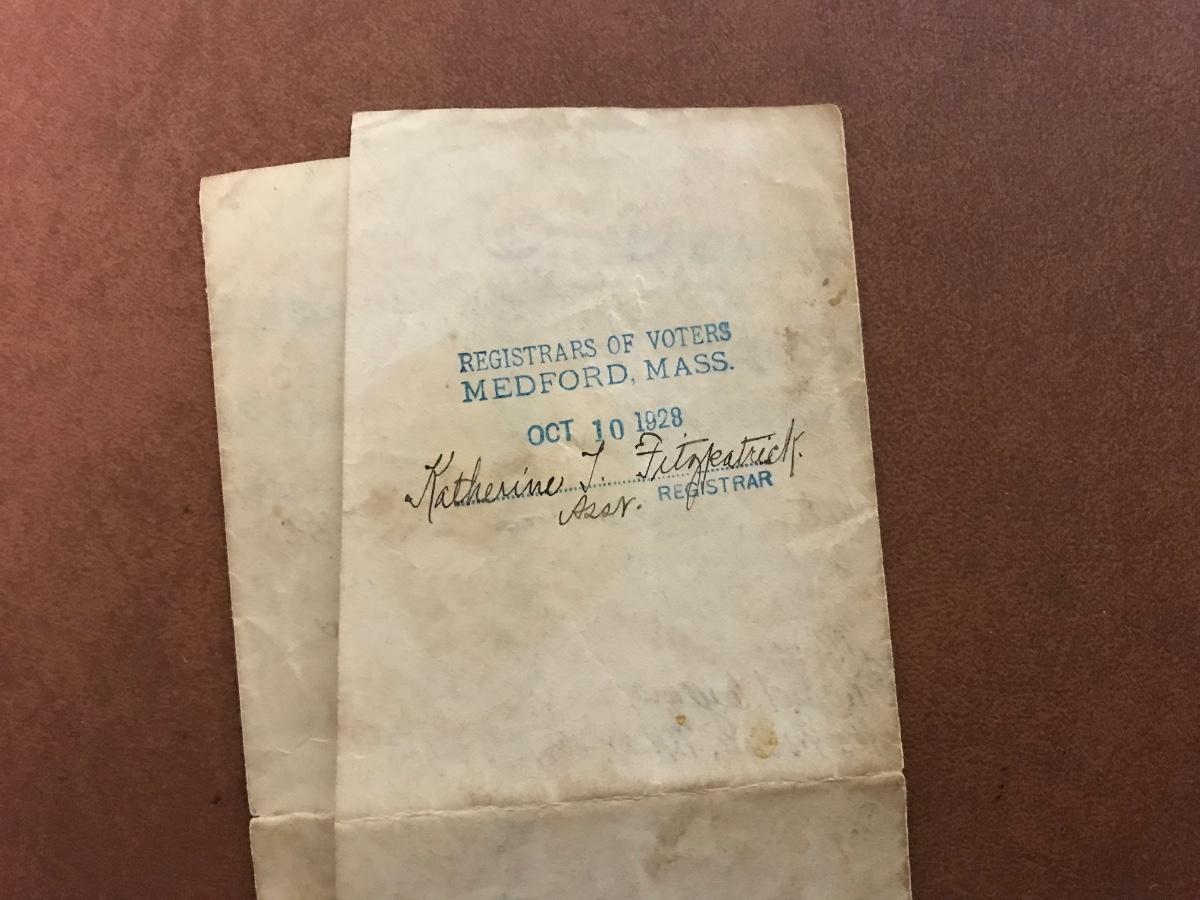 REGISTRARS OF VOTERS
MEDFORD, MASS.
OCT 10 1928
Katherine T. Fitzpatrick.
Asst. REGISTRAR